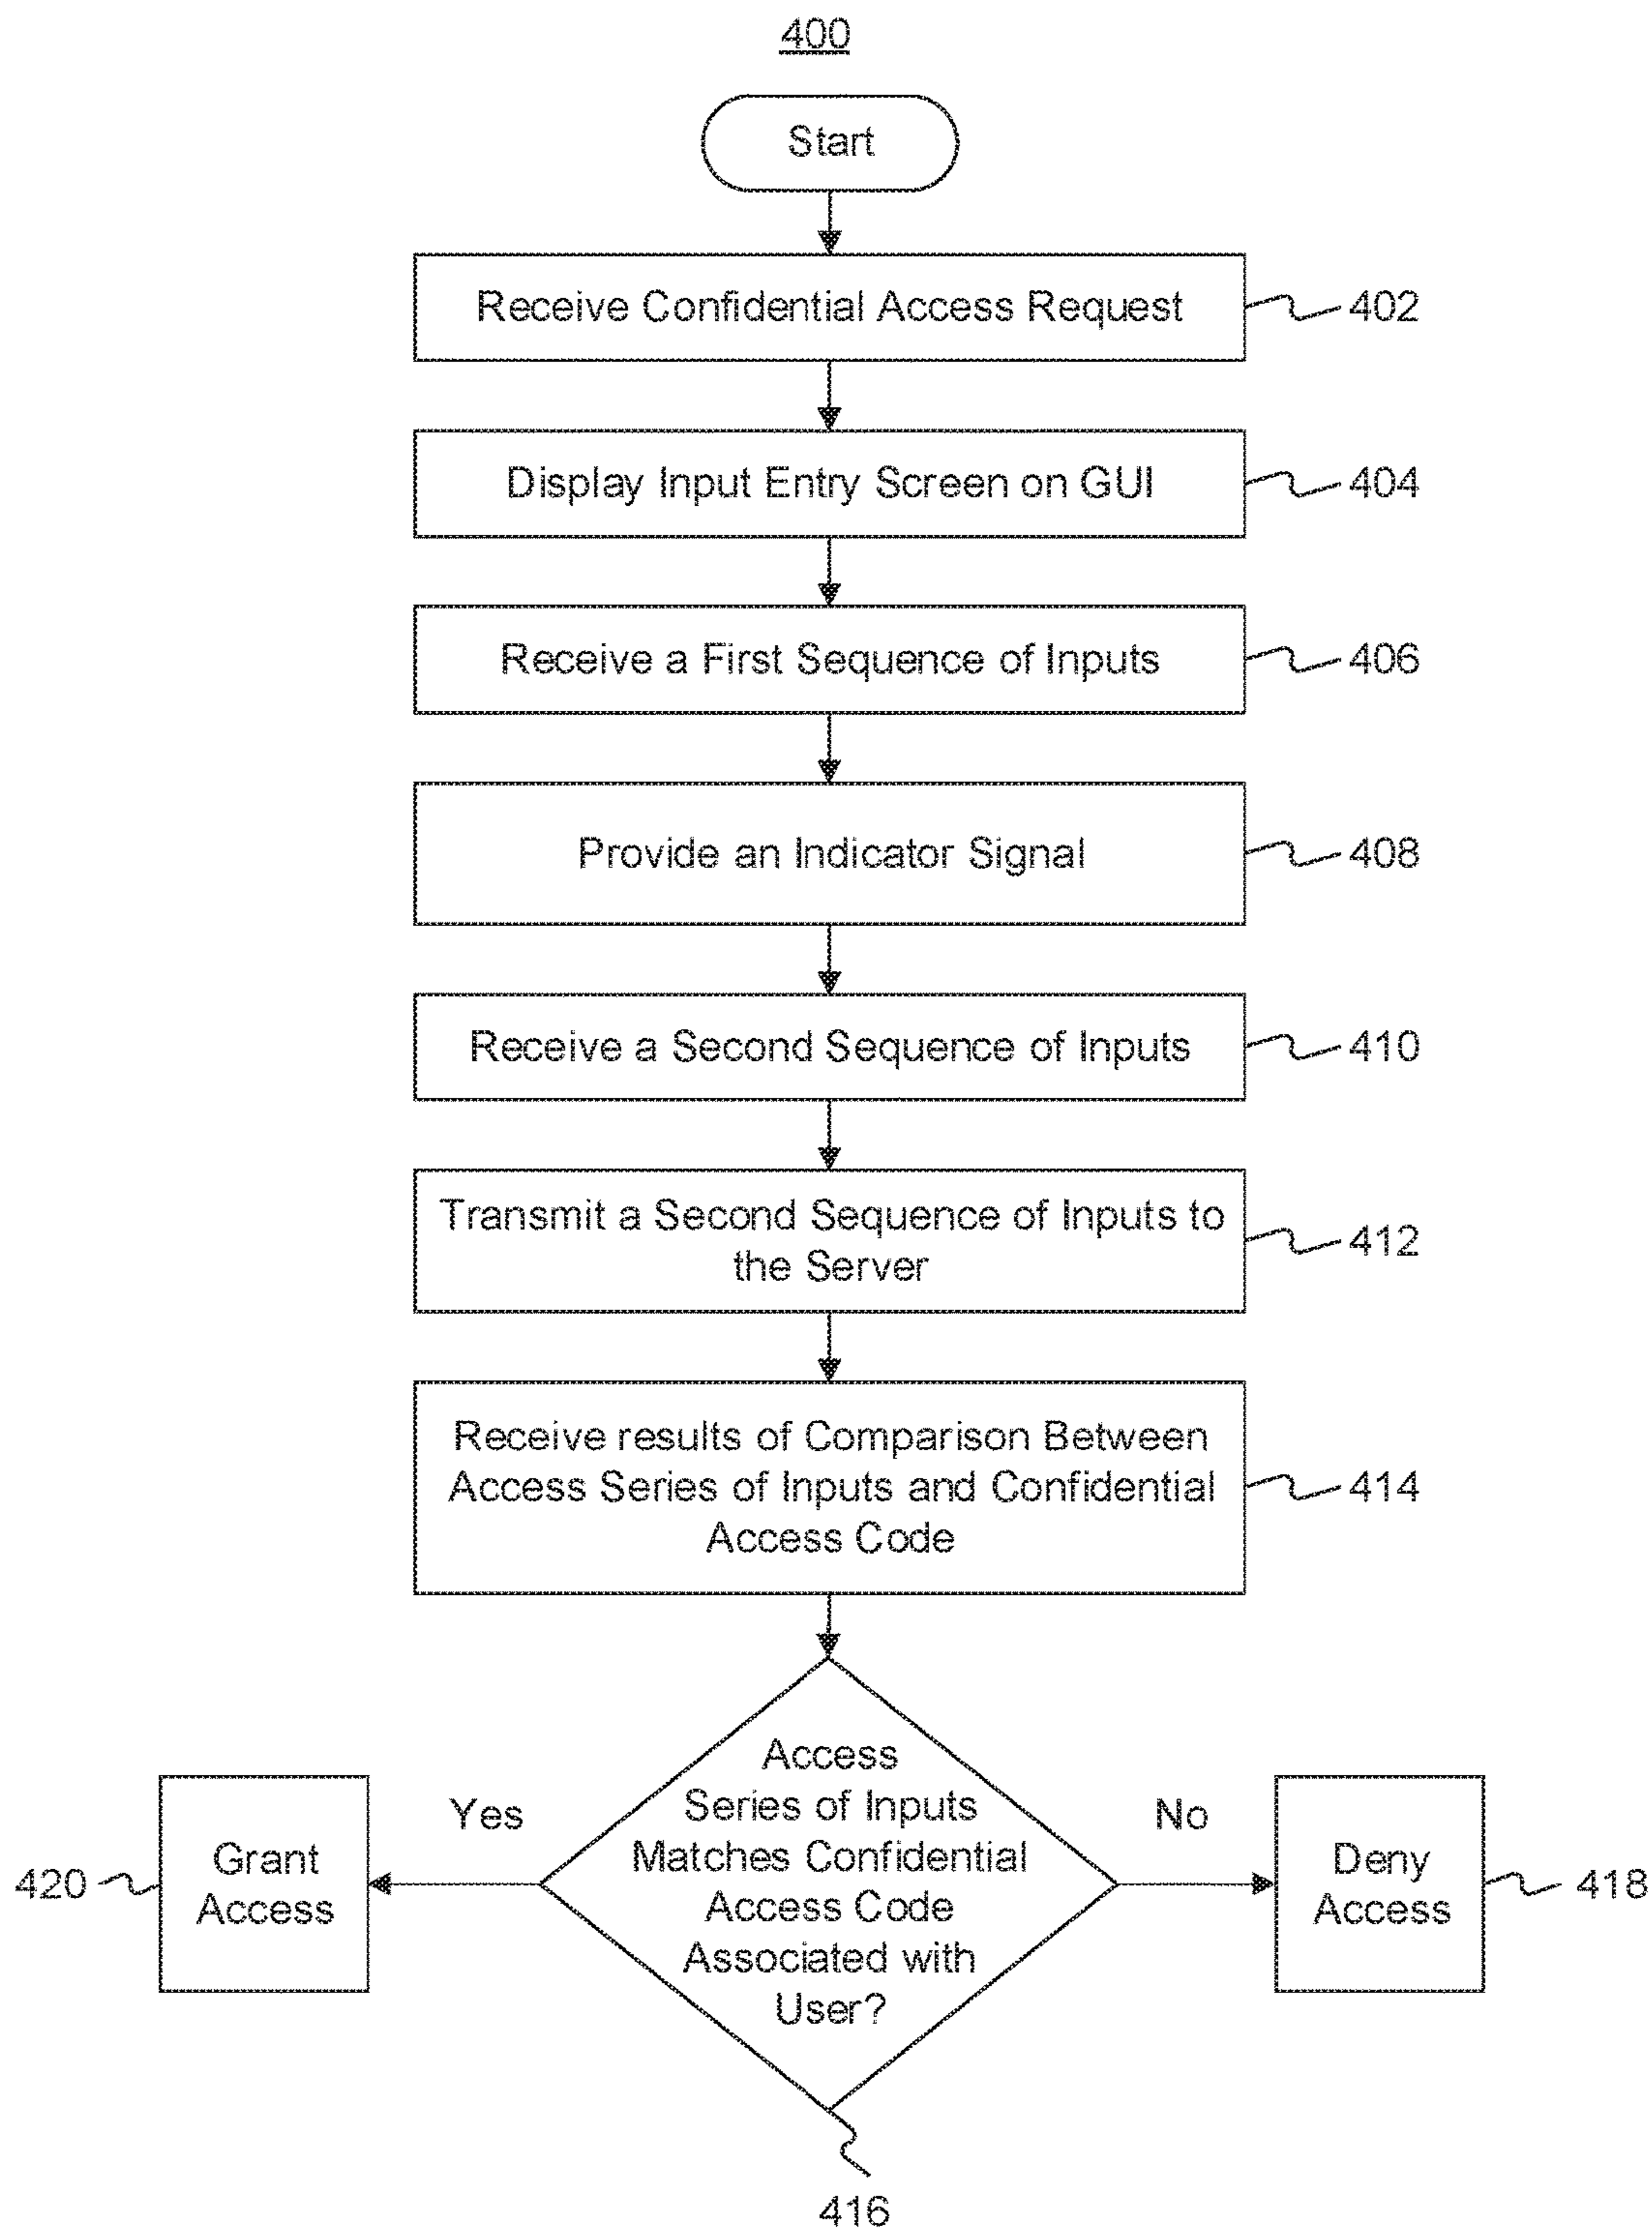 400
Start
Receive Confidential Access Request
402
Display Input Entry Screen on GUI
404
Receive a First Sequence of Inputs
406
Provide an Indicator Signal
408
Receive a Second Sequence of Inputs
410
Transmit a Second Sequence of Inputs to
the Server
412
Receive results of Comparison Between
Access Series of Inputs and Confidential
Access Code
414
Access
Series of Inputs
Matches Confidential
Access Code
Associated with
User?
416
Yes
Grant
Access
420
No
Deny
Access
418